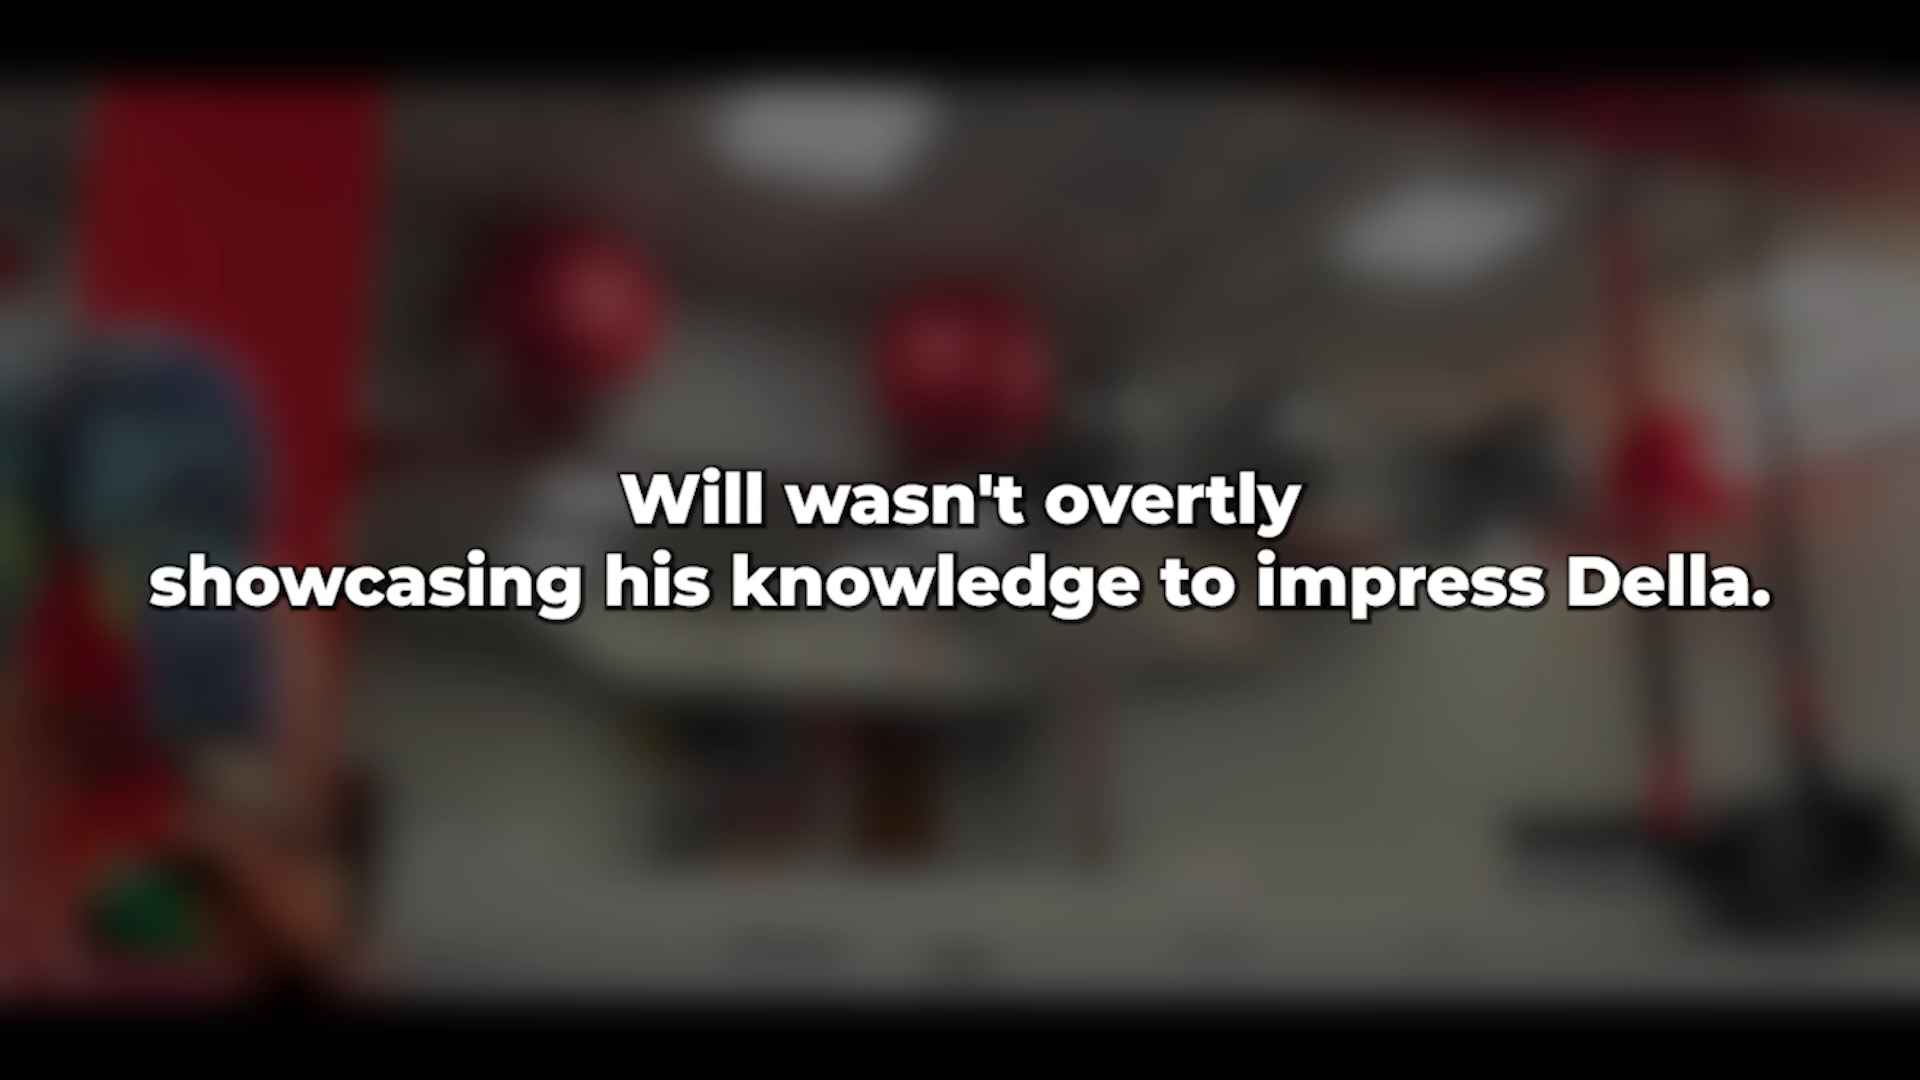 Will wasn't overtly
showcasing his knowledge to impress Della.